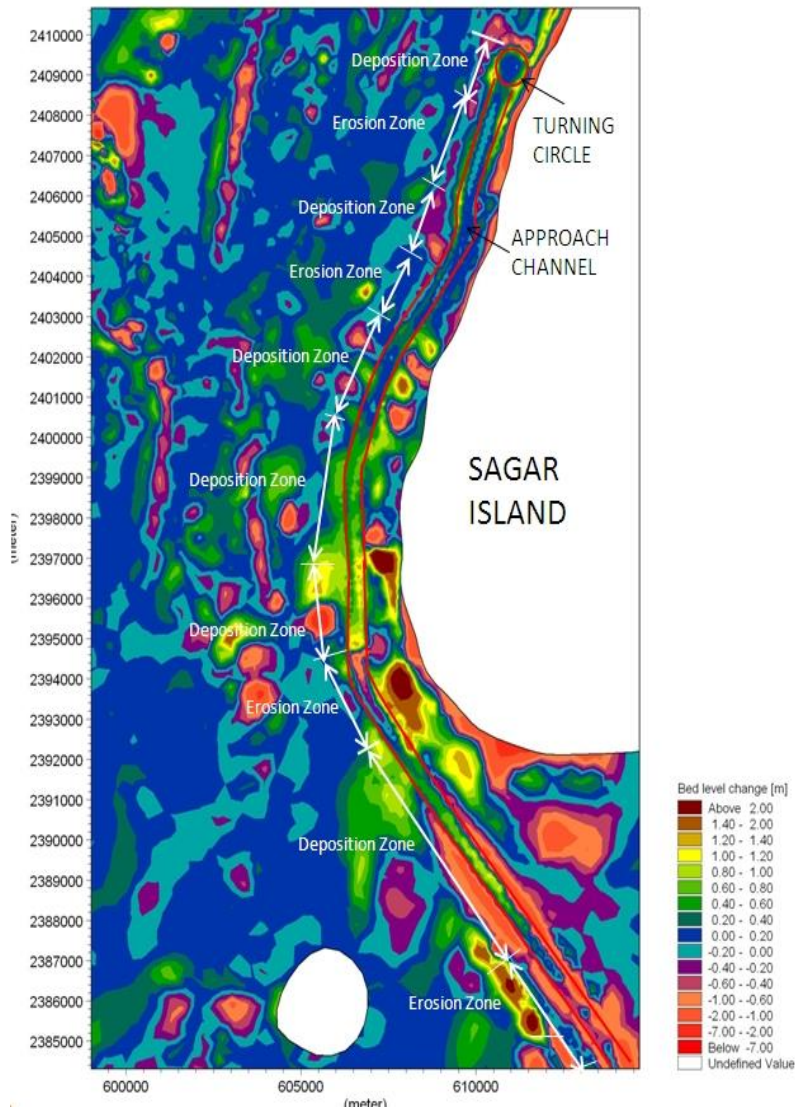 2410000
2409000
2408000
2407000
2406000
2405000
2404000
2403000
2402000
2401000
2400000
2399000
2398000
2397000
2396000
2395000
2394000
2393000
2392000
2391000
2390000
2389000
2388000
2387000
2386000
2385000
(meter)
600000
605000
610000
(meter)
Deposition Zone
Erosion Zone
Deposition Zone
Erosion Zone
Deposition Zone
Deposition Zone
Deposition Zone
Erosion Zone
Deposition Zone
Erosion Zone
TURNING
CIRCLE
APPROACH
CHANNEL
SAGAR
ISLAND
Bed level change [m]
Above 2.00
1.40 - 2.00
1.20 - 1.40
1.00 - 1.20
0.80 - 1.00
0.60 - 0.80
0.40 - 0.60
0.20 - 0.40
0.00 - 0.20
-0.20 - 0.00
-0.40 - -0.20
-0.60 - -0.40
-1.00 - -0.60
-2.00 - -1.00
-7.00 - -2.00
Below -7.00
Undefined Value